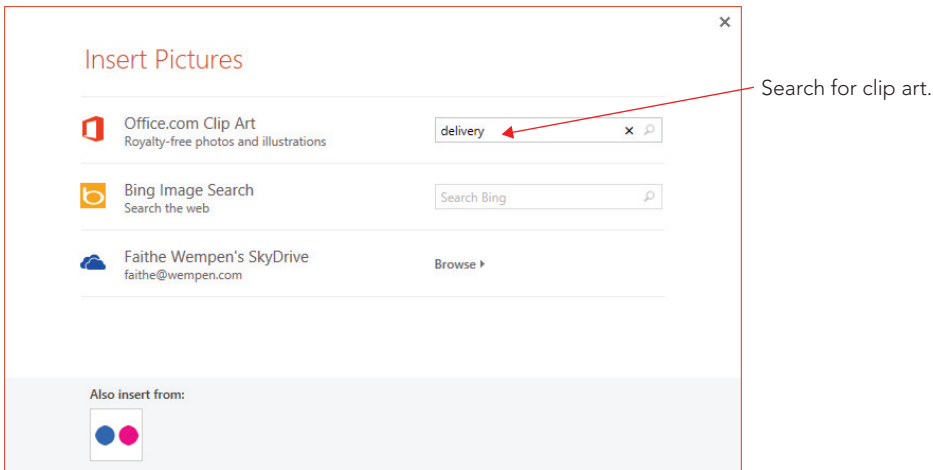 Insert Pictures
Search for clip art.
Office.com Clip Art
Royalty-free photos and illustrations
delivery
Bing Image Search
Search the web
Search Bing
Faithe Wempen's SkyDrive
faithe@wempen.com
Browse
Also insert from: